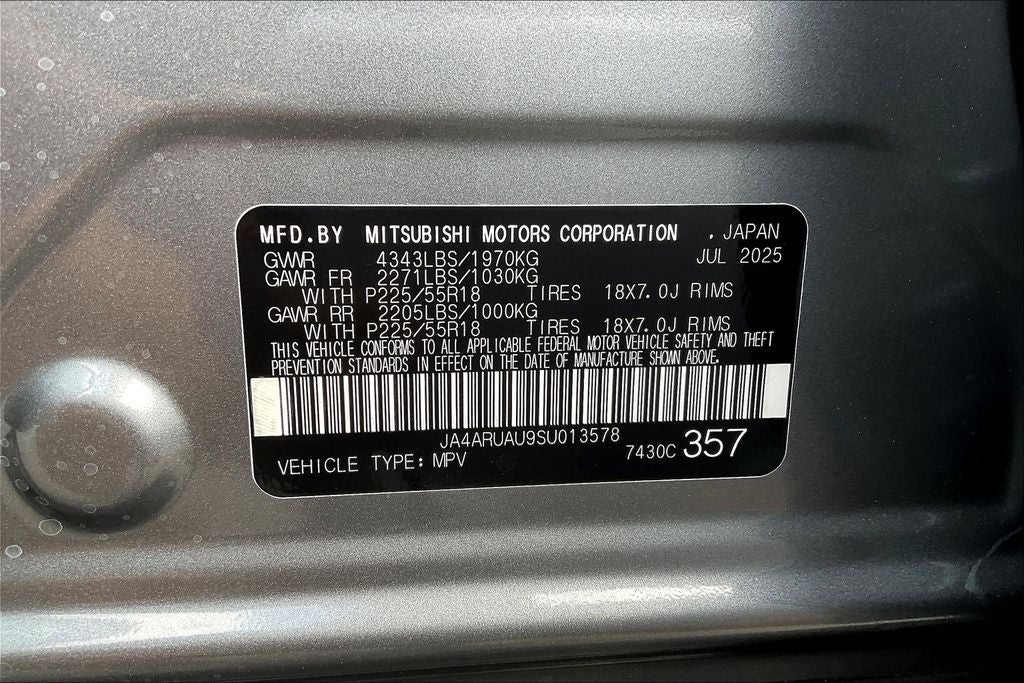 MFD.BY MITSUBISHI MOTORS CORPORATION , JAPAN
GVWR 4343LBS/1970KG JUL 2025
GAWR FR 2271LBS/1030KG
WITH P225/55R18 TIRES 18X7.0J RIMS
GAWR RR 2205LBS/1000KG
WITH P225/55R18 TIRES 18X7.0J RIMS
THIS VEHICLE CONFORMS TO ALL APPLICABLE FEDERAL MOTOR VEHICLE SAFETY AND THEFT
PREVENTION STANDARDS IN EFFECT ON THE DATE OF MANUFACTURE SHOWN ABOVE.
JA4ARUAU9SU013578
VEHICLE TYPE: MPV 7430C 357